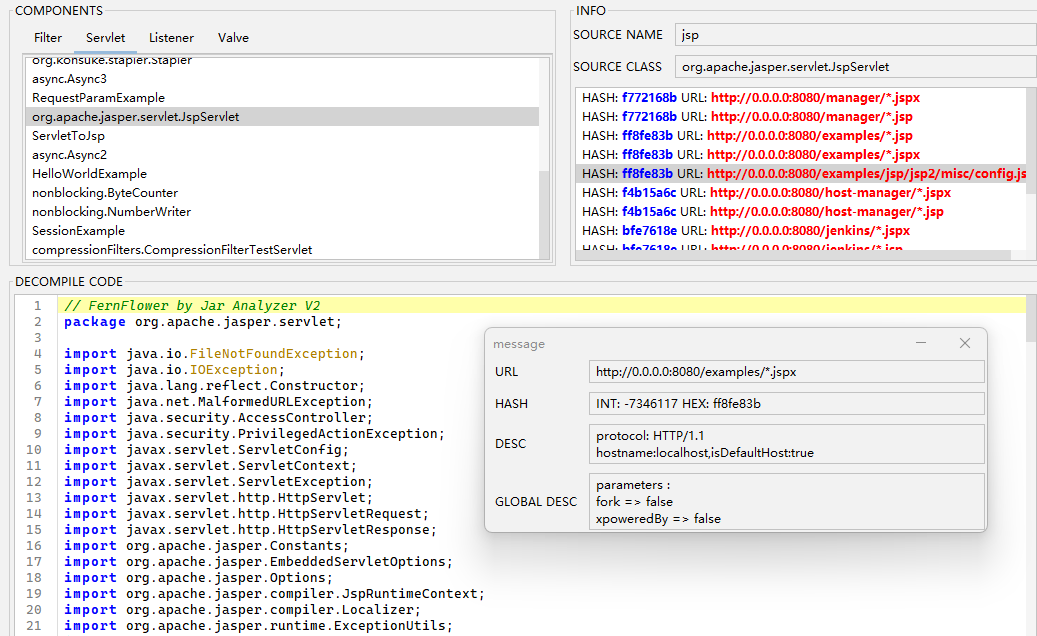 COMPONENTS
Filter Servlet Listener Valve
org.konsuke.stapler.Stapler
async.Async3
RequestParamExample
org.apache.jasper.servlet.JspServlet
ServletToJsp
async.Async2
HelloWorldExample
nonblocking.ByteCounter
nonblocking.NumberWriter
SessionExample
compressionFilters.CompressionFilterTestServlet
INFO
SOURCE NAME jsp
SOURCE CLASS org.apache.jasper.servlet.JspServlet
HASH: f772168b URL: http://0.0.0.0:8080/manager/*.jspx
HASH: f772168b URL: http://0.0.0.0:8080/manager/*.jsp
HASH: ff8fe83b URL: http://0.0.0.0:8080/examples/*.jsp
HASH: ff8fe83b URL: http://0.0.0.0:8080/examples/*.jspx
HASH: ff8fe83b URL: http://0.0.0.0:8080/examples/jsp/jsp2/misc/config.js
HASH: f4b15a6c URL: http://0.0.0.0:8080/host-manager/*.jspx
HASH: f4b15a6c URL: http://0.0.0.0:8080/host-manager/*.jsp
HASH: bfe7618e URL: http://0.0.0.0:8080/jenkins/*.jspx
HASH: bfe7618e URL: http://0.0.0.0:8080/jenkins/*.jsp
DECOMPILE CODE
1 // FernFlower by Jar Analyzer V2
2 package org.apache.jasper.servlet;
3
4 import java.io.FileNotFoundException;
5 import java.io.IOException;
6 import java.lang.reflect.Constructor;
7 import java.net.MalformedURLException;
8 import java.security.AccessController;
9 import java.security.PrivilegedActionException;
10 import javax.servlet.ServletConfig;
11 import javax.servlet.ServletContext;
12 import javax.servlet.ServletException;
13 import javax.servlet.http.HttpServlet;
14 import javax.servlet.http.HttpServletRequest;
15 import javax.servlet.http.HttpServletResponse;
16 import org.apache.jasper.Constants;
17 import org.apache.jasper.EmbeddedServletOptions;
18 import org.apache.jasper.Options;
19 import org.apache.jasper.compiler.JspRuntimeContext;
20 import org.apache.jasper.compiler.Localizer;
21 import org.apache.jasper.runtime.ExceptionUtils;
message
URL http://0.0.0.0:8080/examples/*.jspx
HASH INT: -7346117 HEX: ff8fe83b
DESC protocol: HTTP/1.1
hostname:localhost,isDefaultHost:true
GLOBAL DESC parameters :
fork => false
xpoweredBy => false